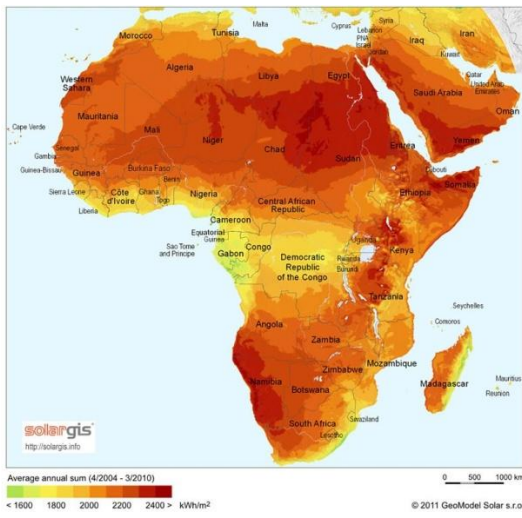 Malta
Cyprus
Syria
Lebanon
PNA
Israel
Jordan
Iraq
Iran
Kuwait
Morocco
Tunisia
Algeria
Libya
Egypt
Qatar
United Arab
Emirates
Saudi Arabia
Oman
Western
Sahara
Mauritania
Mali
Niger
Chad
Sudan
Eritrea
Yemen
Cape Verde
Senegal
Gambia
Guinea-Bissau
Guinea
Burkina Faso
Benin
Djibouti
Sierra Leone
Côte
d'Ivoire
Ghana
Togo
Nigeria
Central African
Republic
Ethiopia
Somalia
Liberia
Cameroon
Equatorial
Guinea
Sao Tome
and Principe
Gabon
Congo
Democratic
Republic
of the Congo
Uganda
Rwanda
Burundi
Kenya
Tanzania
Seychelles
Comoros
Angola
Zambia
Mozambique
Zimbabwe
Madagascar
Mauritius
Reunion
Namibia
Botswana
South Africa
Swaziland
Lesotho
solargis
http://solargis.info
Average annual sum (4/2004 - 3/2010)
0 500 1000 km
< 1600 1800 2000 2200 2400 > kWh/m²
© 2011 GeoModel Solar s.r.o.